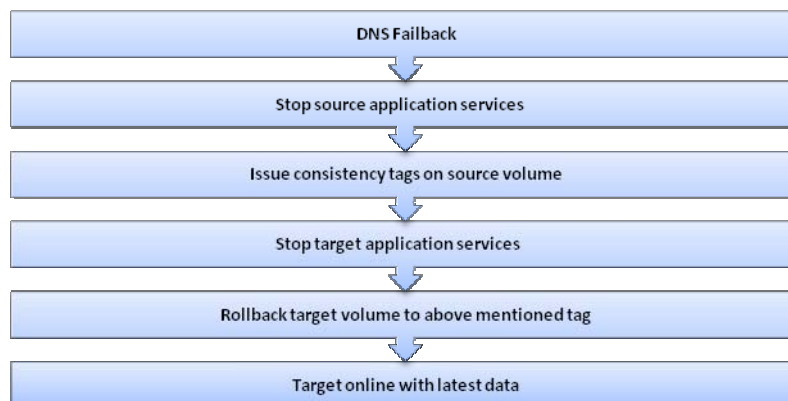 DNS Failback
Stop source application services
Issue consistency tags on source volume
Stop target application services
Rollback target volume to above mentioned tag
Target online with latest data